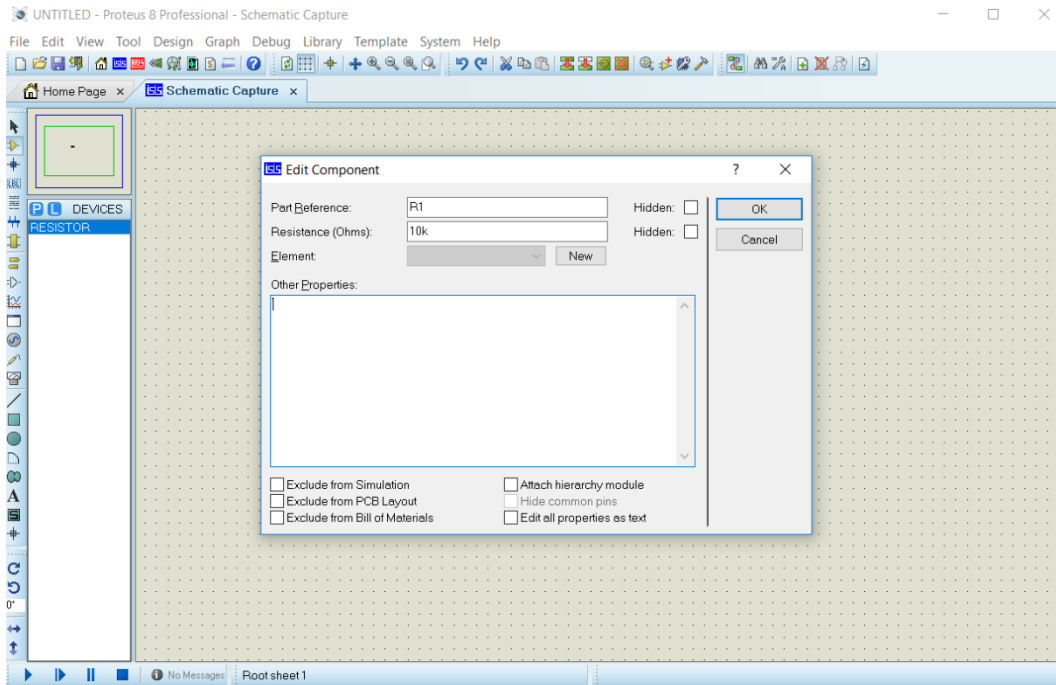 UNTITLED - Proteus 8 Professional - Schematic Capture
File Edit View Tool Design Graph Debug Library Template System Help
Home Page x
ISIS Schematic Capture x
ISIS Edit Component ?
Part Reference: R1 Hidden: OK
Resistance (Ohms): 10k Hidden: Cancel
Element: New
P L DEVICES
RESISTOR
Other Properties:
Exclude from Simulation Attach hierarchy module
Exclude from PCB Layout Hide common pins
Exclude from Bill of Materials Edit all properties as text
A
0°
No Messages Root sheet 1